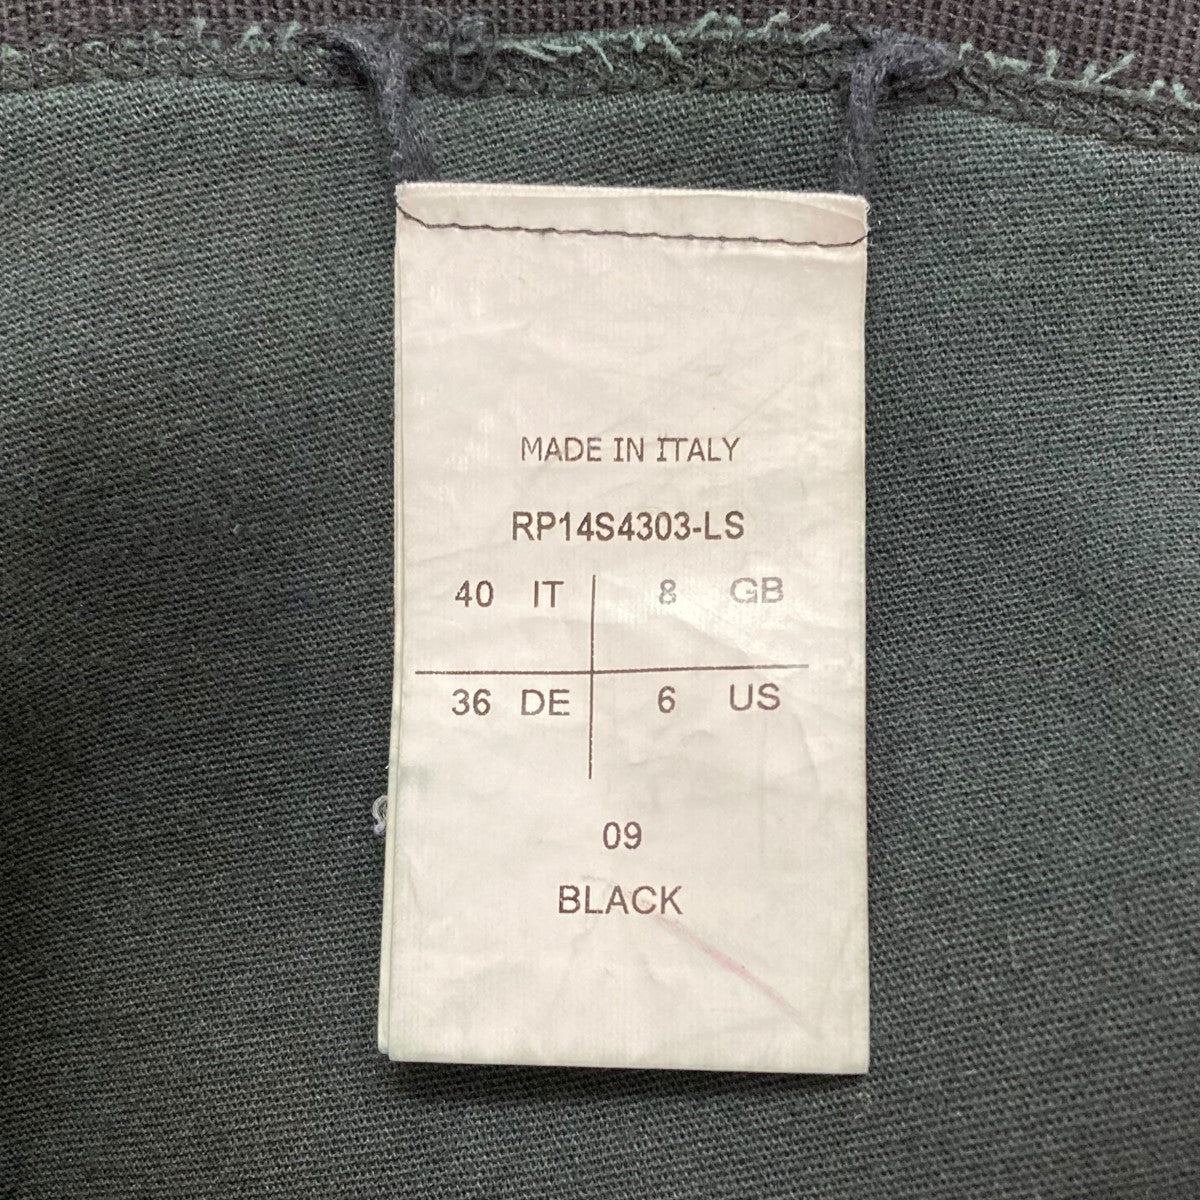 MADE IN ITALY
RP14S4303-LS
40 IT 8 GB
36 DE 6 US
09
BLACK